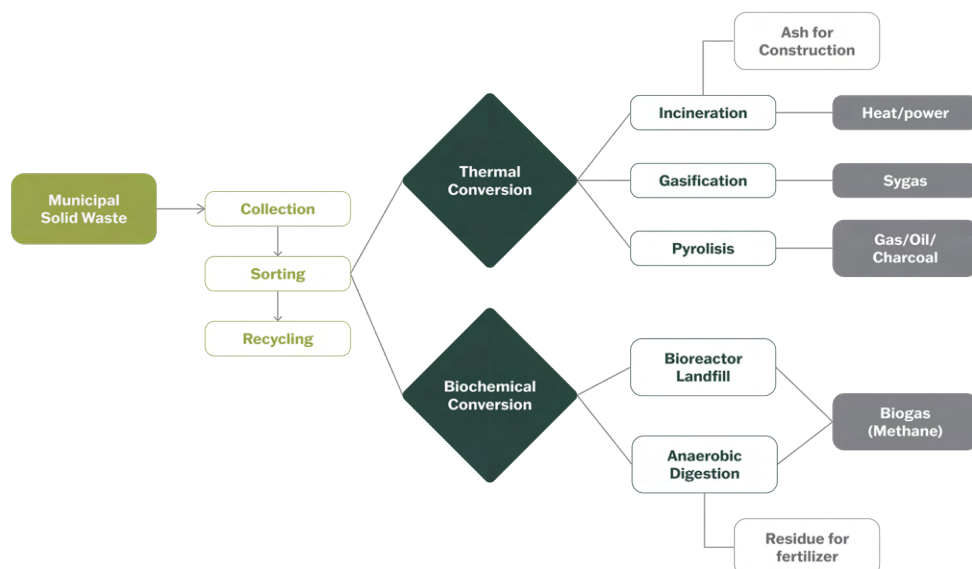 Municipal
Solid Waste
Collection
Sorting
Recycling
Thermal
Conversion
Biochemical
Conversion
Ash for
Construction
Incineration
Heat/power
Gasification
Sygas
Pyrolisis
Gas/Oil/
Charcoal
Bioreactor
Landfill
Biogas
(Methane)
Anaerobic
Digestion
Residue for
fertilizer